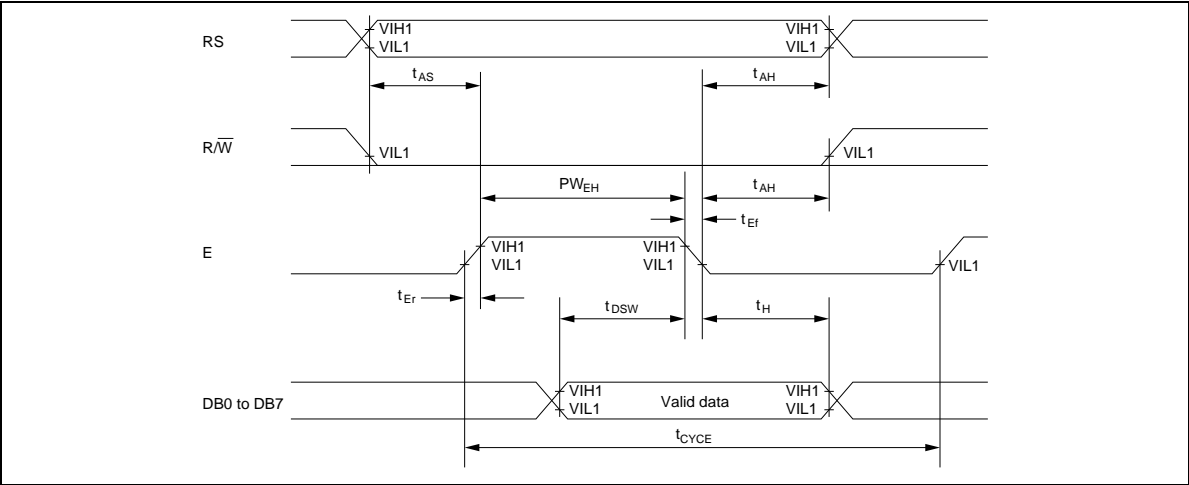 RS
VIH1
VIL1
VIH1
VIL1
tAS
tAH
R/W̅
VIL1
VIL1
PWEH
tAH
tEf
E
VIH1
VIL1
VIH1
VIL1
VIL1
tEr
tDSW
tH
DB0 to DB7
VIH1
VIL1
Valid data
VIH1
VIL1
tCYCE